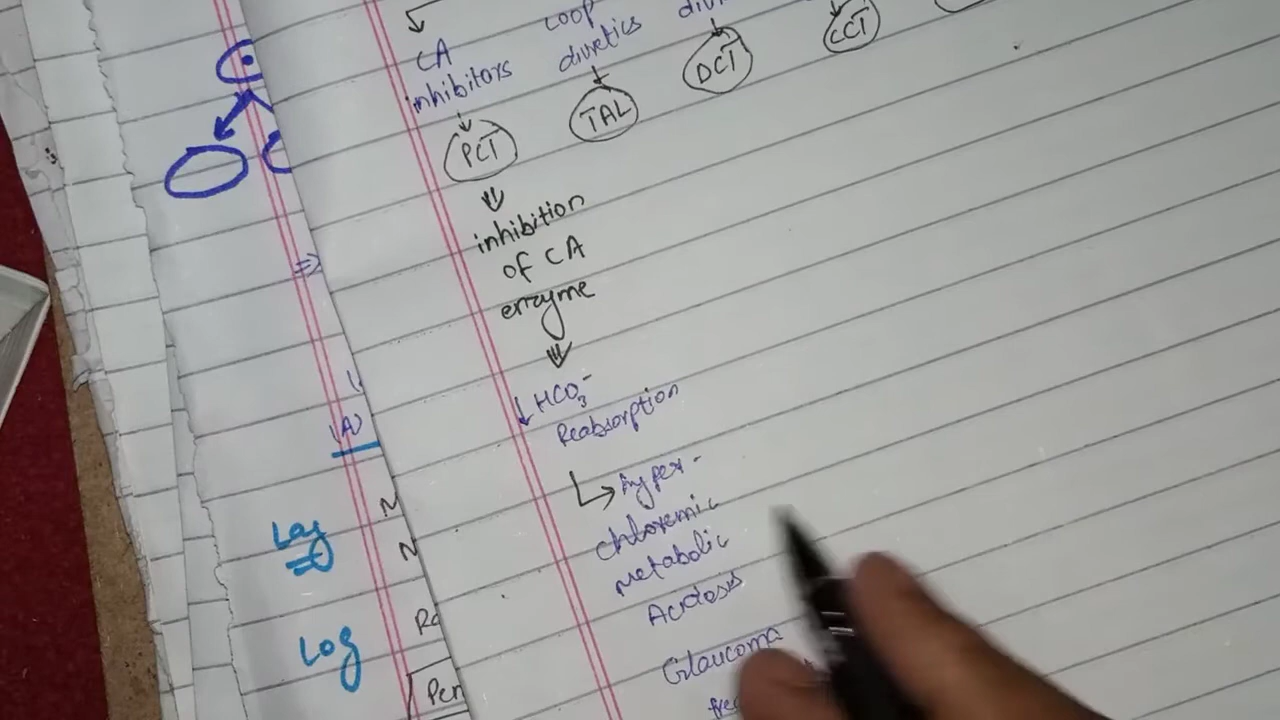 CA
inhibitors
PCT
inhibition
of CA
enzyme
↓ HCO3-
Reabsorption
hyper-
chloremic
metabolic
Acidosis
Glaucoma
Loop
diuretics
TAL
DCT
CCT
(A)
Log
Log